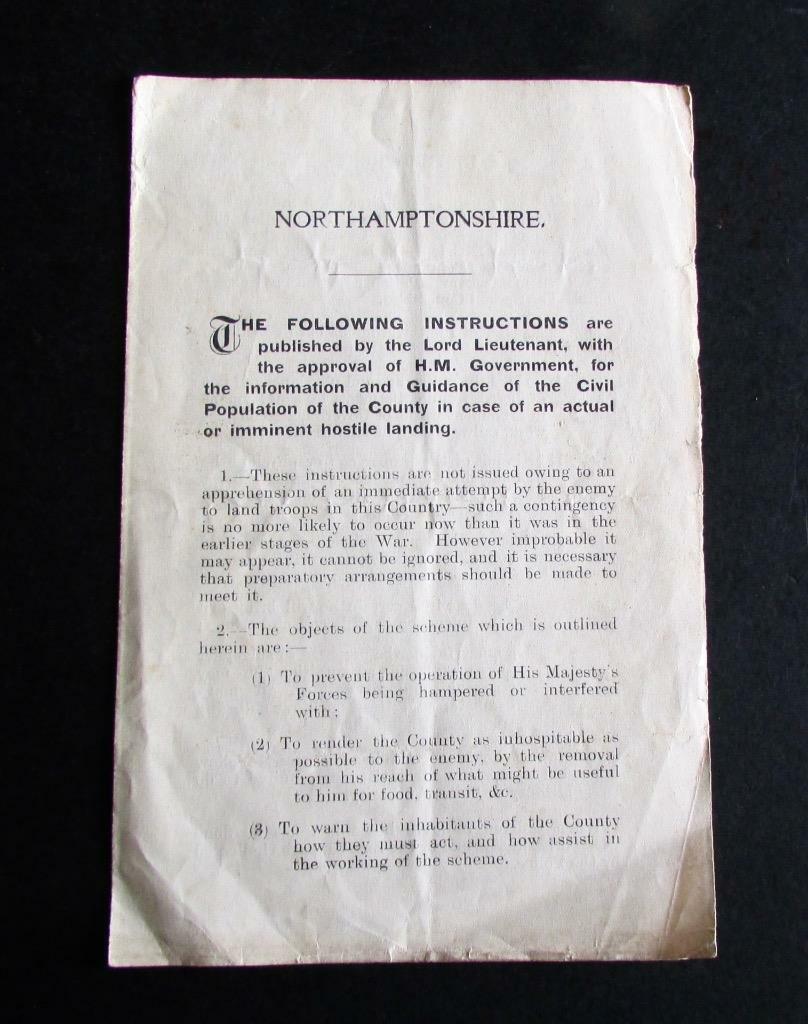 NORTHAMPTONSHIRE.
THE FOLLOWING INSTRUCTIONS are
published by the Lord Lieutenant, with
the approval of H.M. Government, for
the information and Guidance of the Civil
Population of the County in case of an actual
or imminent hostile landing.
1.—These instructions are not issued owing to an
apprehension of an immediate attempt by the enemy
to land troops in this Country—such a contingency
is no more likely to occur now than it was in the
earlier stages of the War. However improbable it
may appear, it cannot be ignored, and it is necessary
that preparatory arrangements should be made to
meet it.
2.—The objects of the scheme which is outlined
herein are:—
(1) To prevent the operation of His Majesty's
Forces being hampered or interfered
with;
(2) To render the County as inhospitable as
possible to the enemy, by the removal
from his reach of what might be useful
to him for food, transit, &c.
(3) To warn the inhabitants of the County
how they must act, and how assist in
the working of the scheme.